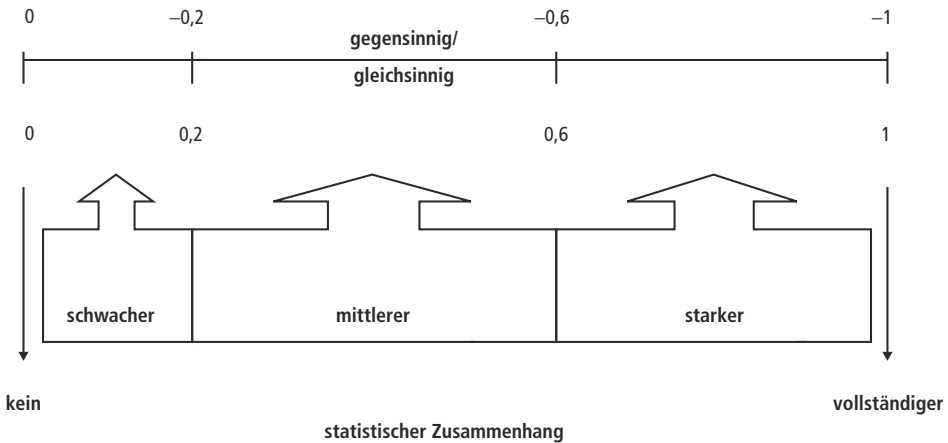 0 –0,2 –0,6 –1
gegensinnig/
gleichsinnig
0 0,2 0,6 1
schwacher mittlerer starker
kein vollständiger
statistischer Zusammenhang